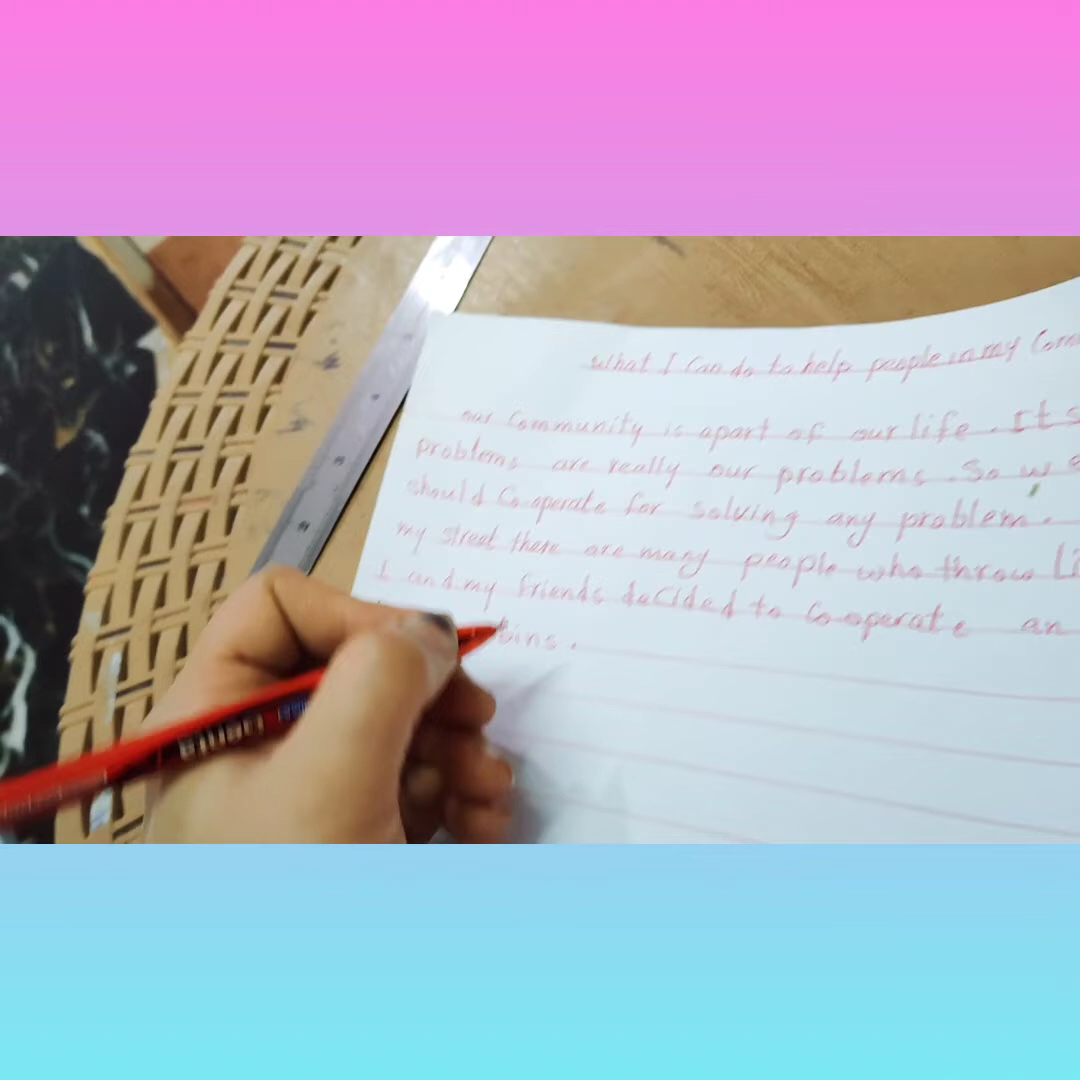 What I can do to help people in my
our Community is apart of our life. Its
problems are really our problems. So we
should Co-operate for solving any problem.
my street there are many people who throw
I and my friends decided to Co-operate
bins.